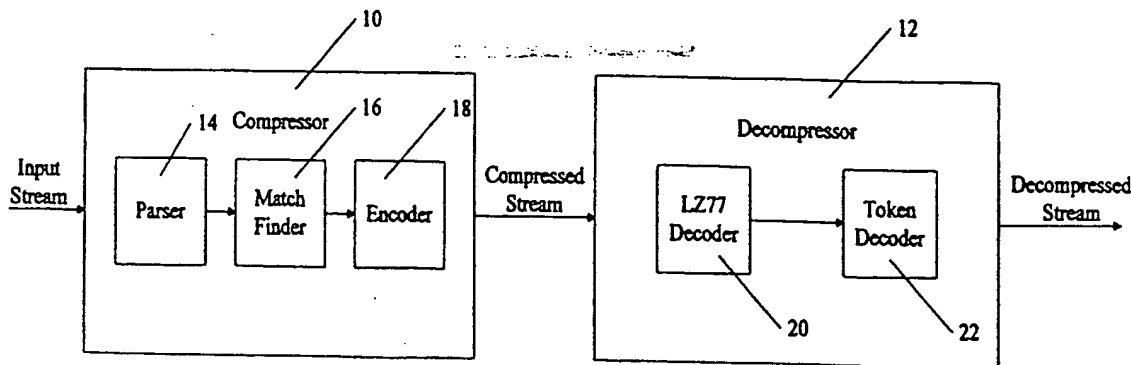 10
12
14
Compressor
16
18
Decompressor
Input
Stream
Parser
Match
Finder
Encoder
Compressed
Stream
LZ77
Decoder
Token
Decoder
Decompressed
Stream
20
22